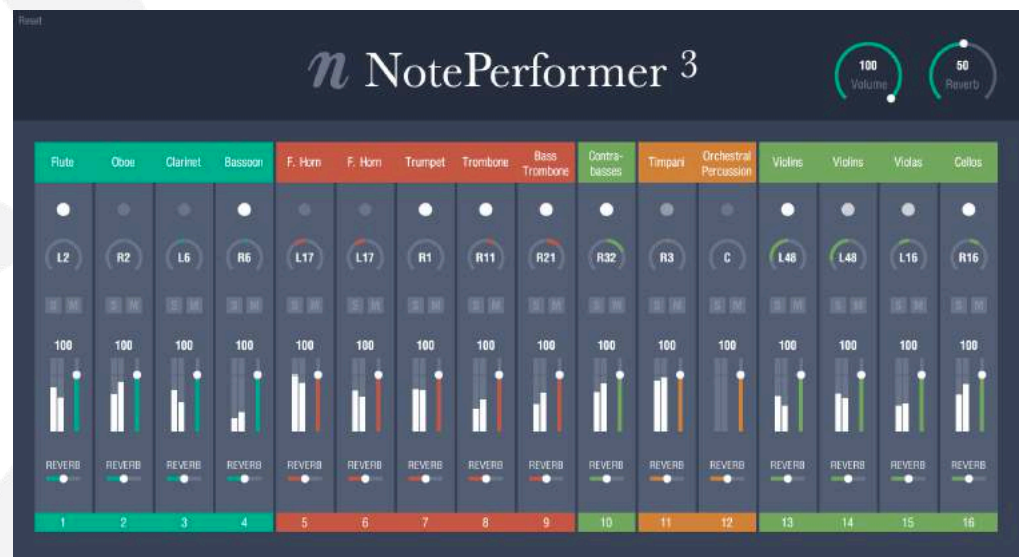 Reset
n NotePerformer 3
100
Volume
50
Reverb
Flute Oboe Clarinet Bassoon F. Horn F. Horn Trumpet Trombone Bass Trombone Contra-basses Timpani Orchestral Percussion Violins Violins Violas Cellos
L2 R2 L6 R6 L17 L17 R1 R11 R21 R32 R3 C L48 L48 L16 R16
S M S M S M S M S M S M S M S M S M S M S M S M S M S M S M S M
100 100 100 100 100 100 100 100 100 100 100 100 100 100 100 100
REVERB REVERB REVERB REVERB REVERB REVERB REVERB REVERB REVERB REVERB REVERB REVERB REVERB REVERB REVERB REVERB
1 2 3 4 5 6 7 8 9 10 11 12 13 14 15 16